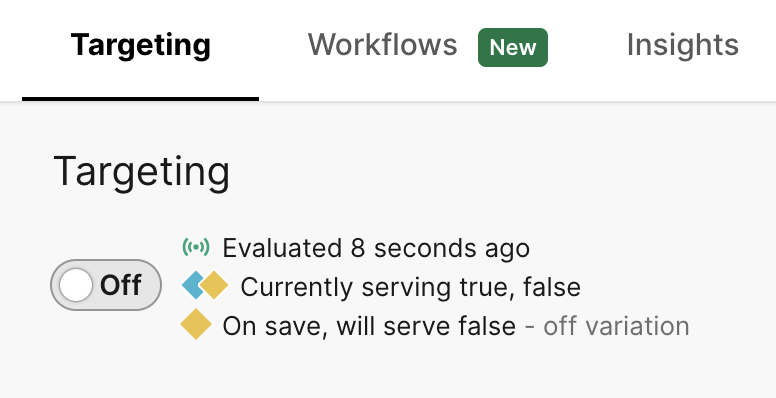 Targeting Workflows New Insights
Targeting
Evaluated 8 seconds ago
Off
Currently serving true, false
On save, will serve false - off variation